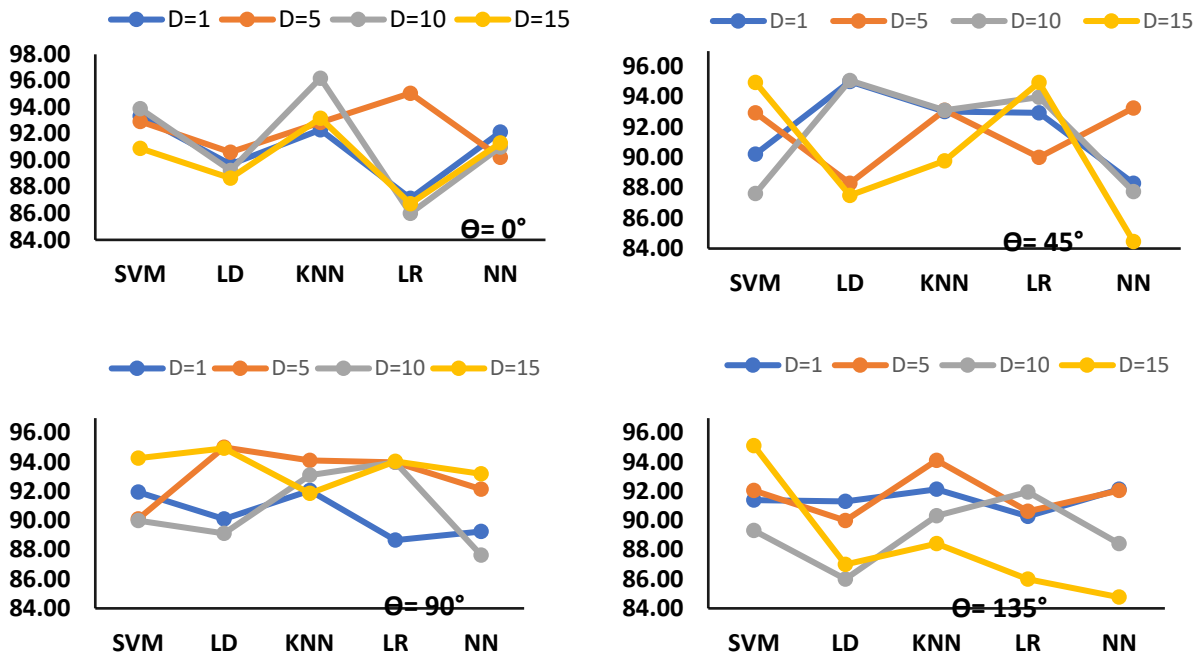 D=1 D=5 D=10 D=15
98.00
96.00
94.00
92.00
90.00
88.00
86.00
84.00
ϴ= 0°
SVM LD KNN LR NN
D=1 D=5 D=10 D=15
96.00
94.00
92.00
90.00
88.00
86.00
84.00
ϴ= 45°
SVM LD KNN LR NN
D=1 D=5 D=10 D=15
96.00
94.00
92.00
90.00
88.00
86.00
84.00
ϴ= 90°
SVM LD KNN LR NN
D=1 D=5 D=10 D=15
96.00
94.00
92.00
90.00
88.00
86.00
84.00
ϴ= 135°
SVM LD KNN LR NN